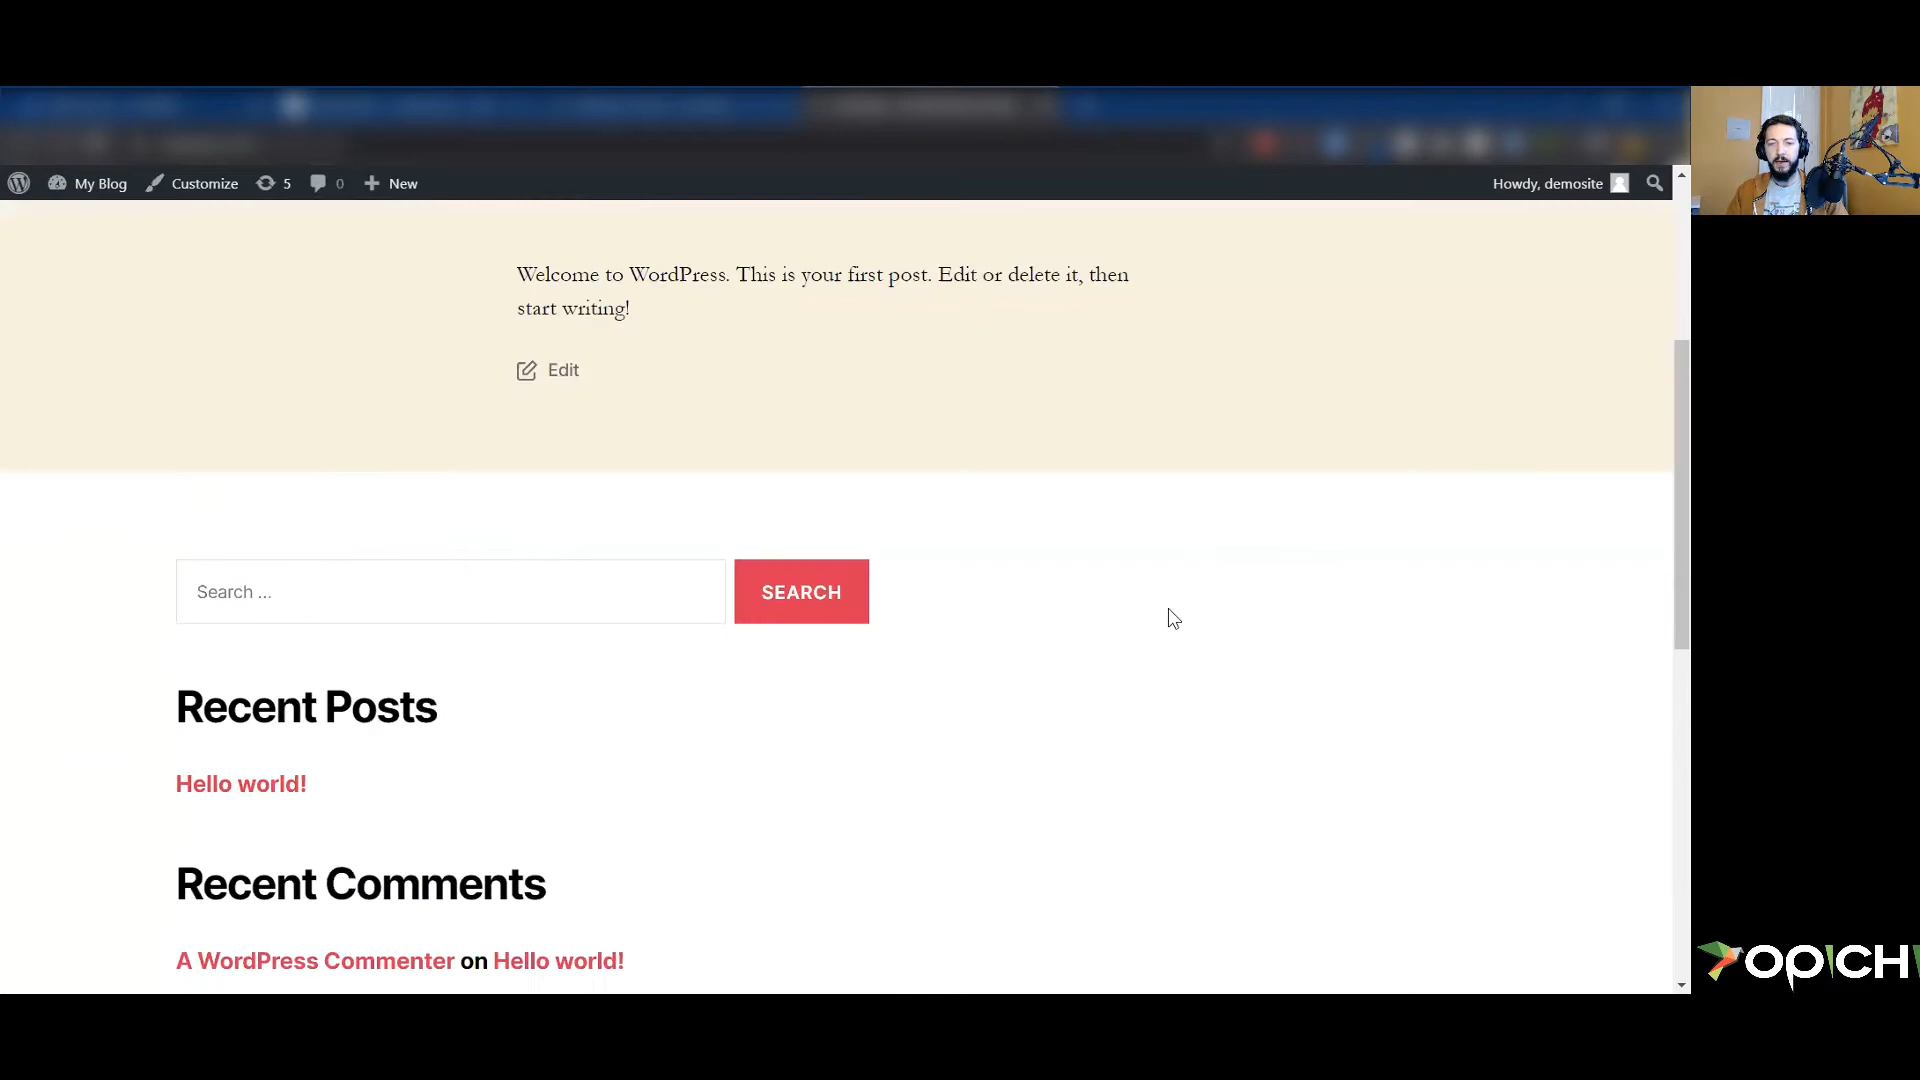 My Blog Customize 5 0 New Howdy, demosite
Welcome to WordPress. This is your first post. Edit or delete it, then
start writing!
Edit
Search ... SEARCH
Recent Posts
Hello world!
Recent Comments
A WordPress Commenter on Hello world!
OPICH